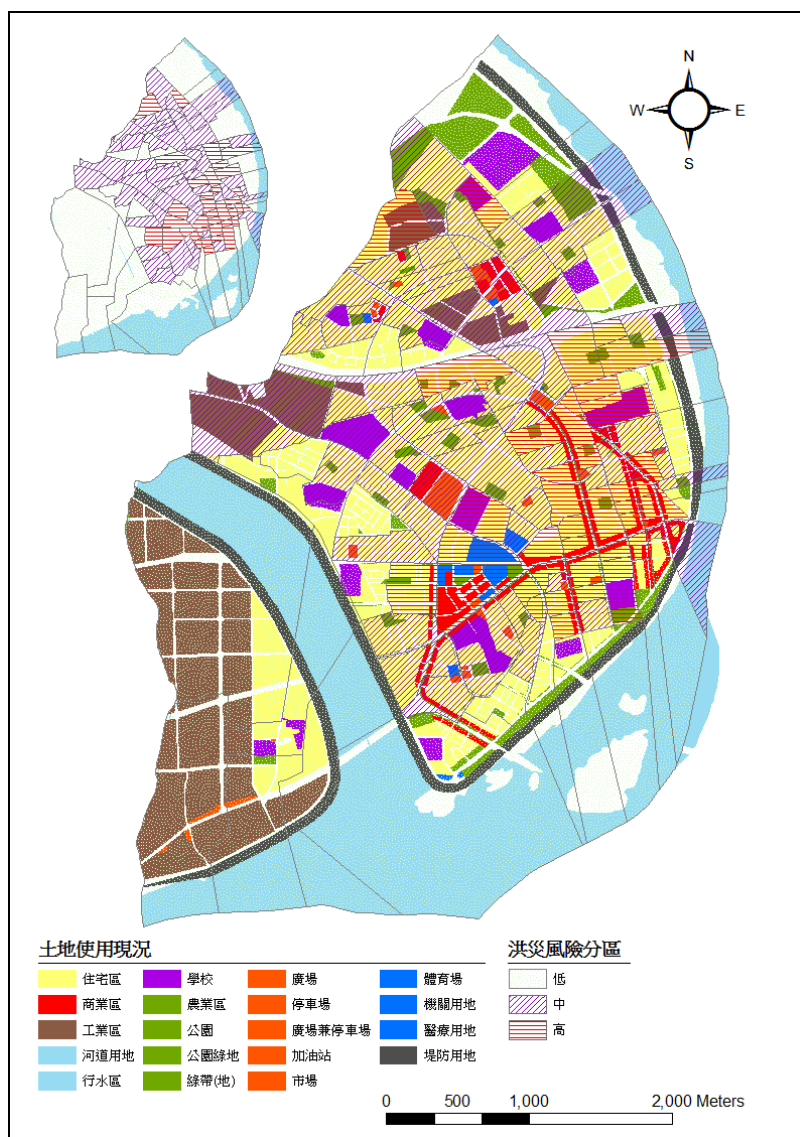 N
W E
S
土地使用現況
住宅區 學校 廣場 體育場
商業區 農業區 停車場 機關用地
工業區 公園 廣場兼停車場 醫療用地
河道用地 公園綠地 加油站 堤防用地
行水區 綠帶(地) 市場
洪災風險分區
低
中
高
0 500 1,000 2,000 Meters